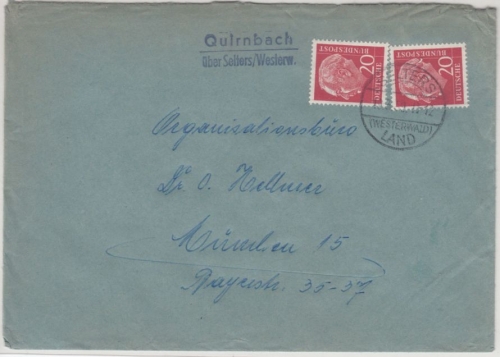 Quirnbach
über Selters/Westerw.
20
DEUTSCHE
BUNDESPOST
20
DEUTSCHE
BUNDESPOST
(WESTERWALD)
LAND
Organisationsbüro
Dr. O. Hellmer
München 15
Bayerstr. 35-37